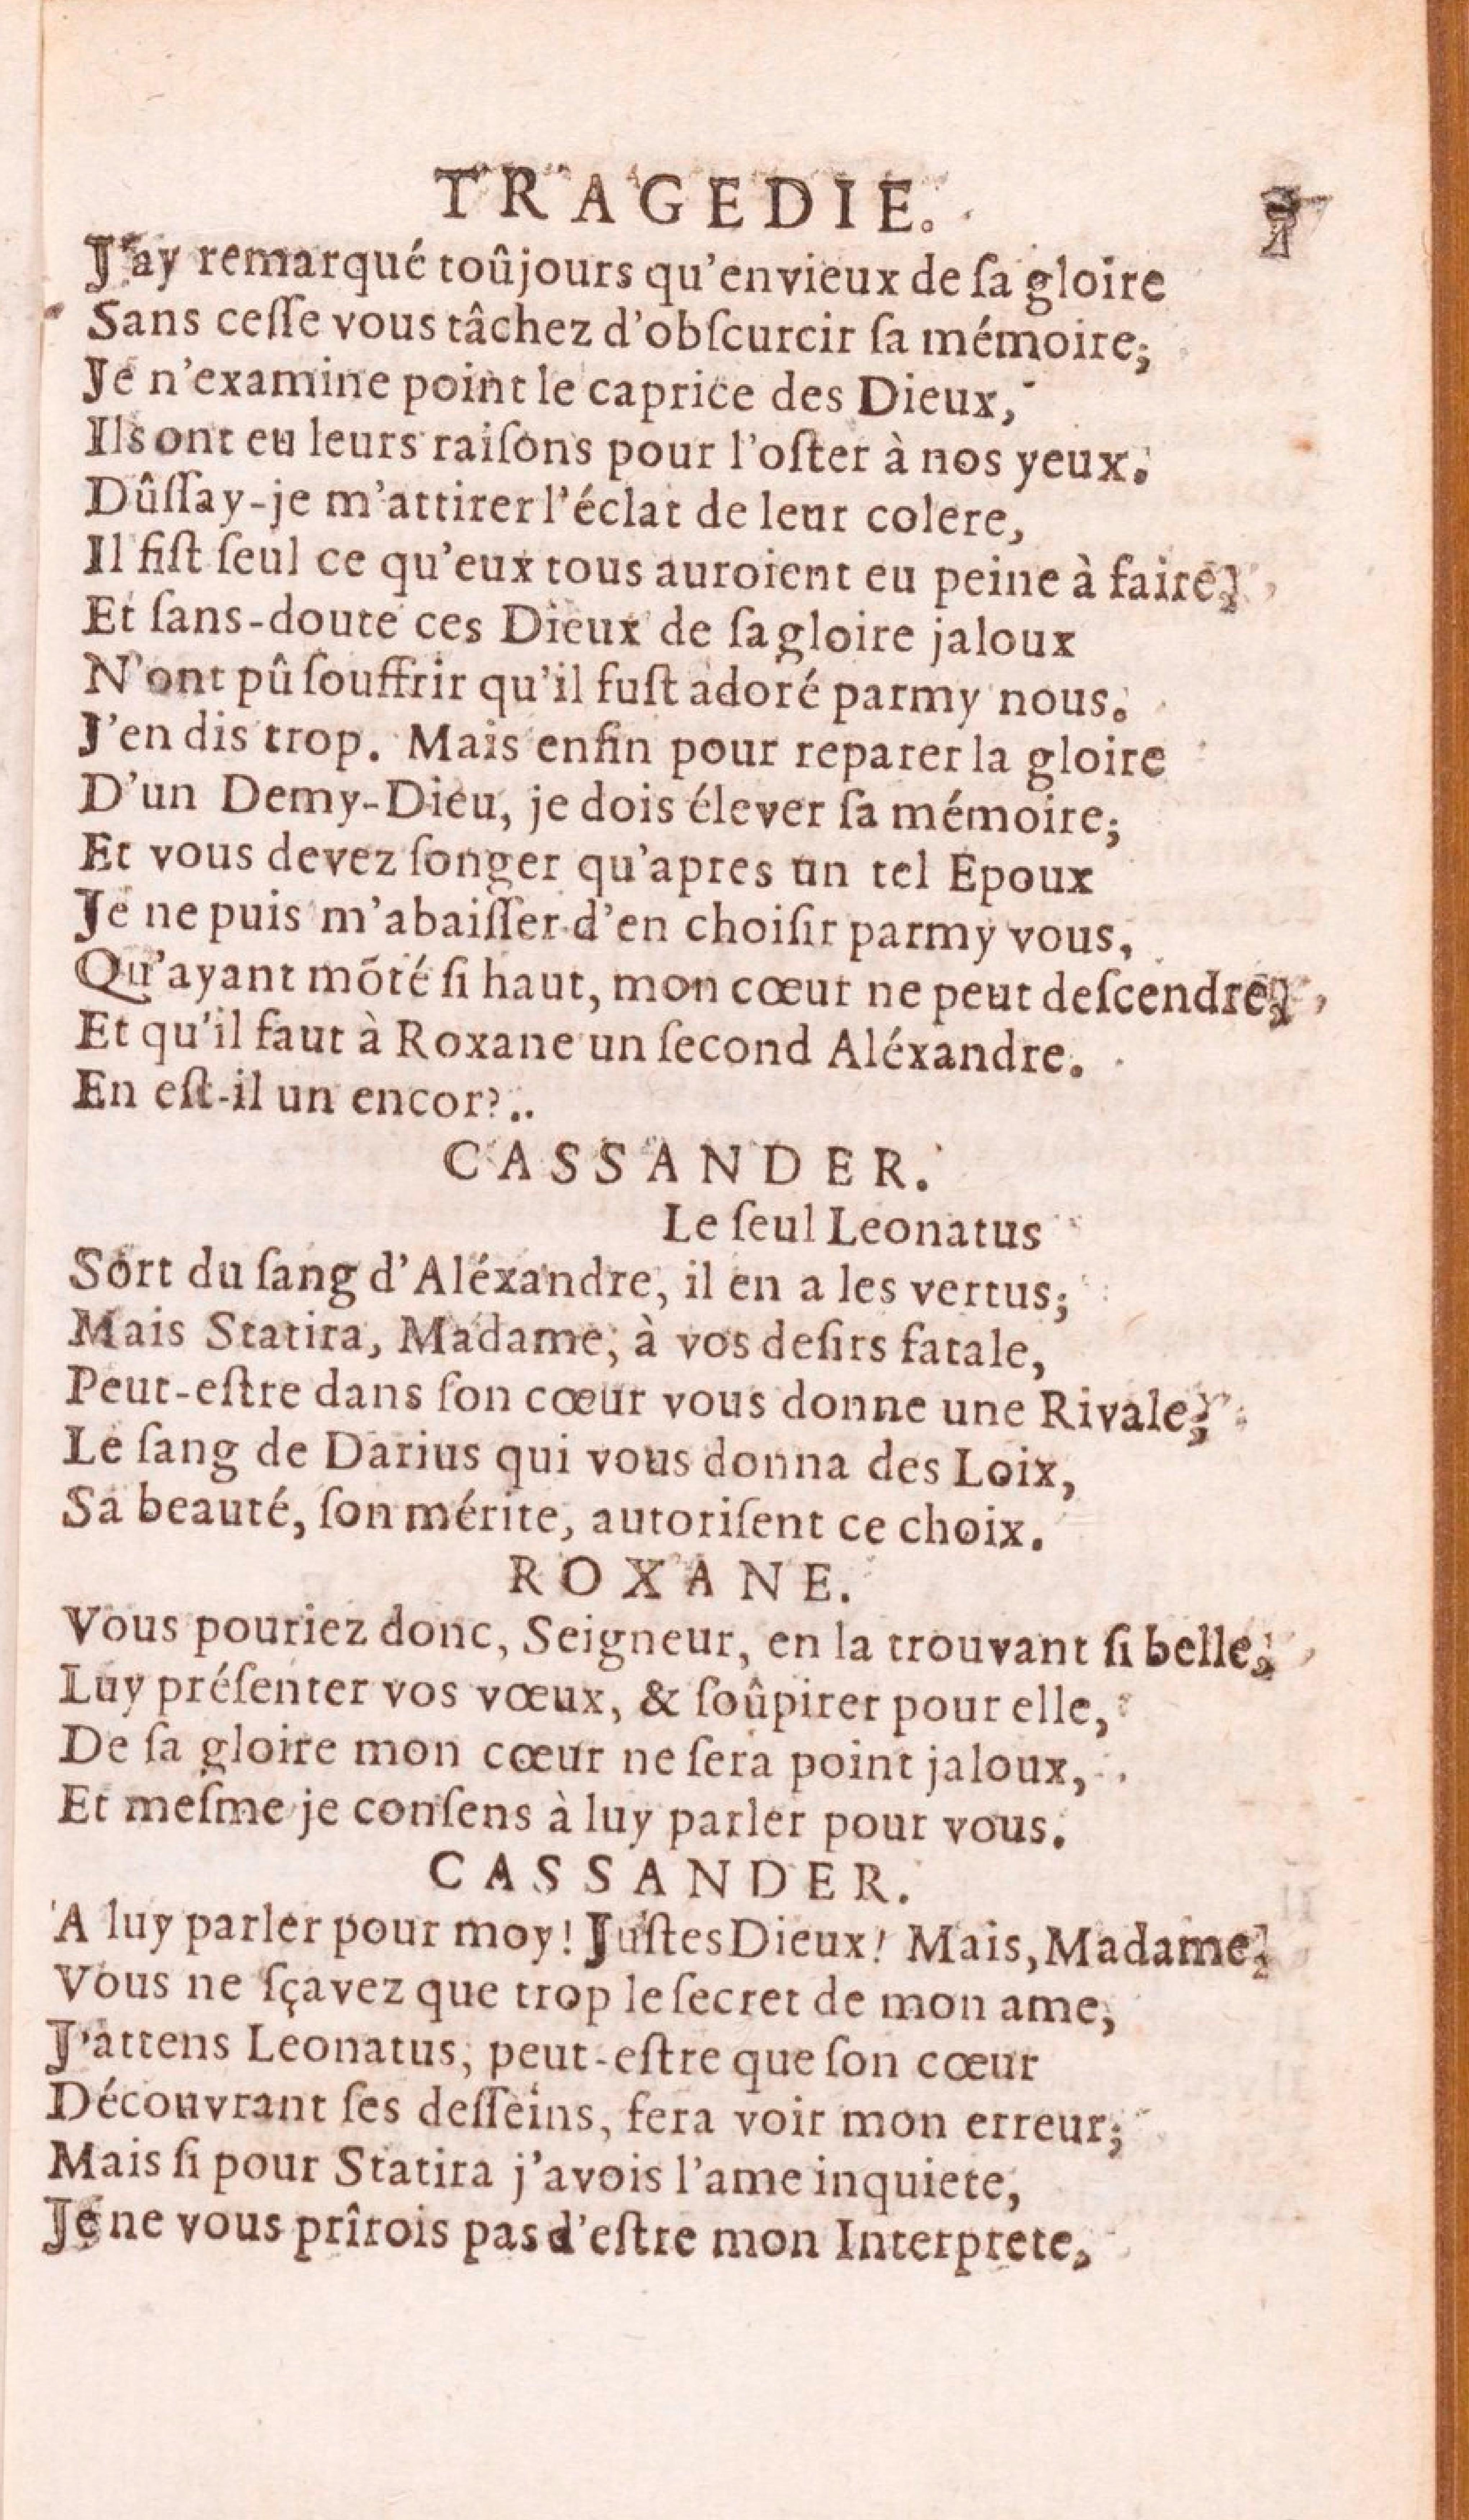 TRAGEDIE. 7
J'ay remarqué toûjours qu'envieux de ſa gloire
Sans ceſſe vous tâchez d'obſcurcir ſa mémoire;
Je n'examine point le caprice des Dieux,
Ils ont eu leurs raiſons pour l'oſter à nos yeux.
Dûſſay-je m'attirer l'éclat de leur colere,
Il fiſt ſeul ce qu'eux tous auroient eu peine à faire,
Et ſans-doute ces Dieux de ſa gloire jaloux
N'ont pû ſouffrir qu'il fuſt adoré parmy nous.
J'en dis trop. Mais enfin pour reparer la gloire
D'un Demy-Dieu, je dois élever ſa mémoire;
Et vous devez ſonger qu'apres un tel Epoux
Je ne puis m'abaiſſer d'en choiſir parmy vous,
Qu'ayant mõté ſi haut, mon cœur ne peut deſcendre,
Et qu'il faut à Roxane un ſecond Aléxandre.
En eſt-il un encor?..
CASSANDER.
Le ſeul Leonatus
Sort du ſang d'Aléxandre, il en a les vertus;
Mais Statira, Madame, à vos deſirs fatale,
Peut-eſtre dans ſon cœur vous donne une Rivale;
Le ſang de Darius qui vous donna des Loix,
Sa beauté, ſon mérite, autoriſent ce choix.
ROXANE.
Vous pouriez donc, Seigneur, en la trouvant ſi belle,
Luy préſenter vos vœux, & ſoûpirer pour elle,
De ſa gloire mon cœur ne ſera point jaloux,
Et meſme je conſens à luy parler pour vous.
CASSANDER.
A luy parler pour moy! Juſtes Dieux! Mais, Madame,
Vous ne ſçavez que trop le ſecret de mon ame,
J'attens Leonatus, peut-eſtre que ſon cœur
Découvrant ſes deſſeins, fera voir mon erreur;
Mais ſi pour Statira j'avois l'ame inquiete,
Je ne vous prîrois pas d'eſtre mon Interprete,